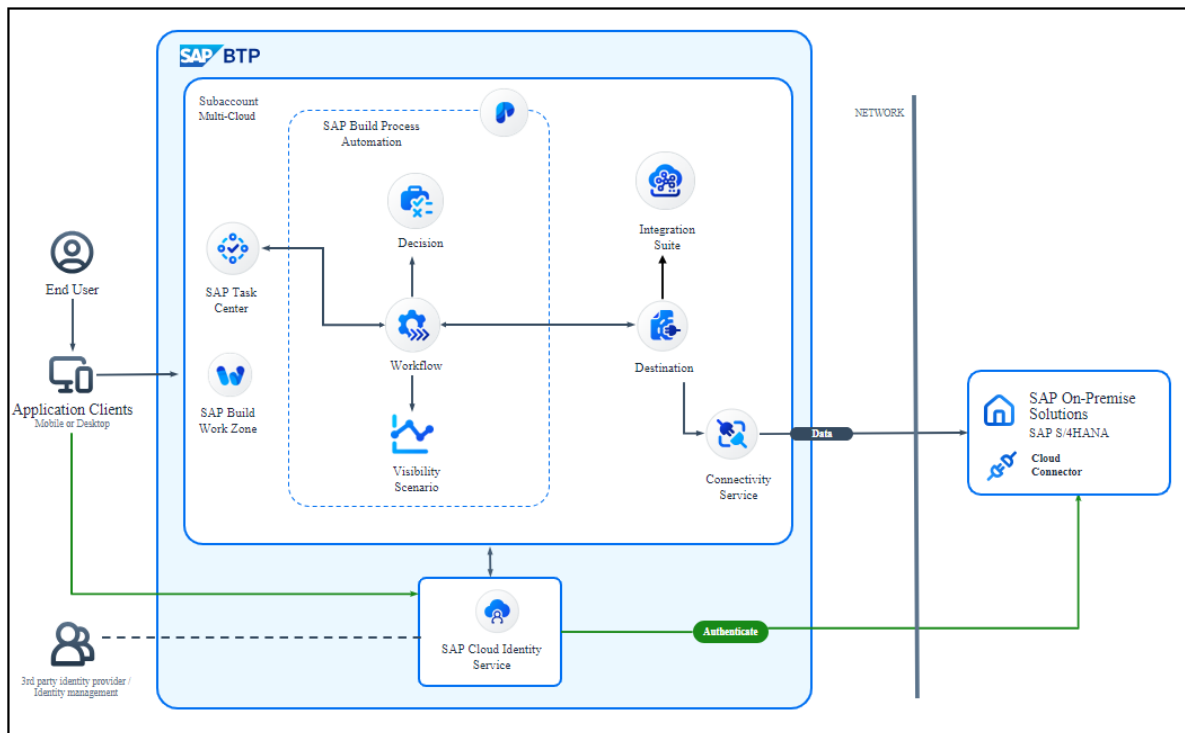 SAP BTP
Subaccount
Multi-Cloud
SAP Build Process
Automation
NETWORK
Integration
Suite
Decision
End User
SAP Task
Center
Workflow
Destination
SAP Build
Work Zone
Application Clients
Mobile or Desktop
Visibility
Scenario
Connectivity
Service
Data
SAP On-Premise
Solutions
SAP S/4HANA
Cloud
Connector
SAP Cloud Identity
Service
Authenticate
3rd party identity provider /
Identity management